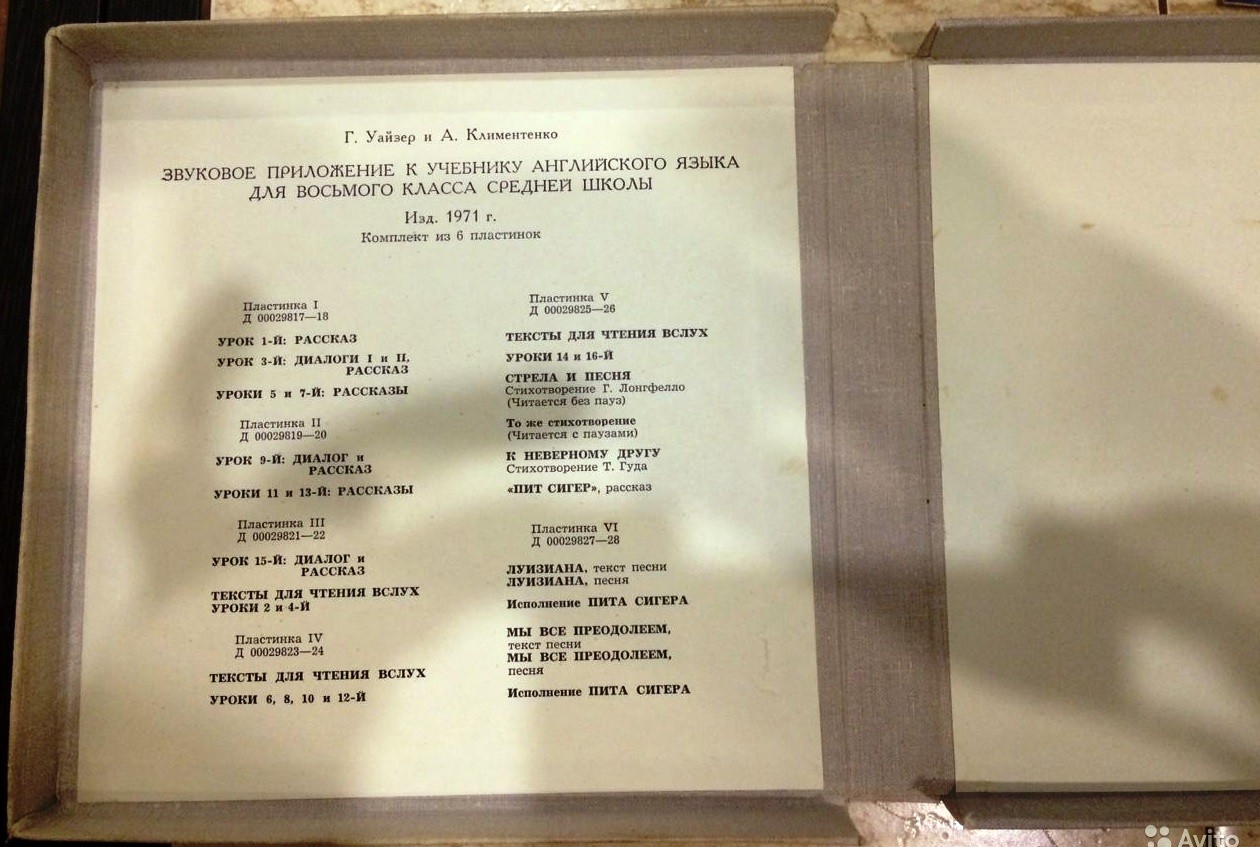 Г. Уайзер и А. Климентенко
ЗВУКОВОЕ ПРИЛОЖЕНИЕ К УЧЕБНИКУ АНГЛИЙСКОГО ЯЗЫКА
ДЛЯ ВОСЬМОГО КЛАССА СРЕДНЕЙ ШКОЛЫ
Изд. 1971 г.
Комплект из 6 пластинок
Пластинка I
Д 00029817—18
УРОК 1-Й: РАССКАЗ
УРОК 3-Й: ДИАЛОГИ I и II,
РАССКАЗ
УРОКИ 5 и 7-Й: РАССКАЗЫ
Пластинка II
Д 00029819—20
УРОК 9-Й: ДИАЛОГ и
РАССКАЗ
УРОКИ 11 и 13-Й: РАССКАЗЫ
Пластинка III
Д 00029821—22
УРОК 15-Й: ДИАЛОГ и
РАССКАЗ
ТЕКСТЫ ДЛЯ ЧТЕНИЯ ВСЛУХ
УРОКИ 2 и 4-Й
Пластинка IV
Д 00029823—24
ТЕКСТЫ ДЛЯ ЧТЕНИЯ ВСЛУХ
УРОКИ 6, 8, 10 и 12-Й
Пластинка V
Д 00029825—26
ТЕКСТЫ ДЛЯ ЧТЕНИЯ ВСЛУХ
УРОКИ 14 и 16-Й
СТРЕЛА И ПЕСНЯ
Стихотворение Г. Лонгфелло
(Читается без пауз)
То же стихотворение
(Читается с паузами)
К НЕВЕРНОМУ ДРУГУ
Стихотворение Т. Гуда
«ПИТ СИГЕР», рассказ
Пластинка VI
Д 00029827—28
ЛУИЗИАНА, текст песни
ЛУИЗИАНА, песня
Исполнение ПИТА СИГЕРА
МЫ ВСЕ ПРЕОДОЛЕЕМ,
текст песни
МЫ ВСЕ ПРЕОДОЛЕЕМ,
песня
Исполнение ПИТА СИГЕРА
Avito